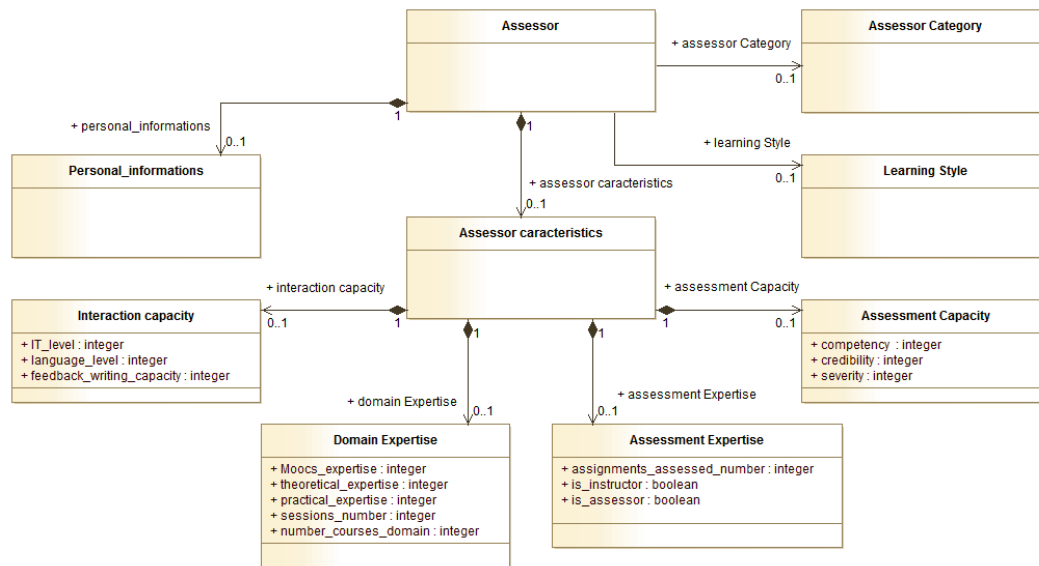 Assessor
Assessor Category
+ assessor Category
0..1
1
+ personal_informations
0..1
1
+ learning Style
0..1
Personal_informations
Learning Style
+ assessor caracteristics
0..1
Assessor caracteristics
+ interaction capacity
0..1
1
+ assessment Capacity
1
0..1
Interaction capacity
+ IT_level : integer
+ language_level : integer
+ feedback_writing_capacity : integer
Assessment Capacity
+ competency : integer
+ credibility : integer
+ severity : integer
1
1
+ domain Expertise
0..1
+ assessment Expertise
0..1
Domain Expertise
+ Moocs_expertise : integer
+ theoretical_expertise : integer
+ practical_expertise : integer
+ sessions_number : integer
+ number_courses_domain : integer
Assessment Expertise
+ assignments_assessed_number : integer
+ is_instructor : boolean
+ is_assessor : boolean